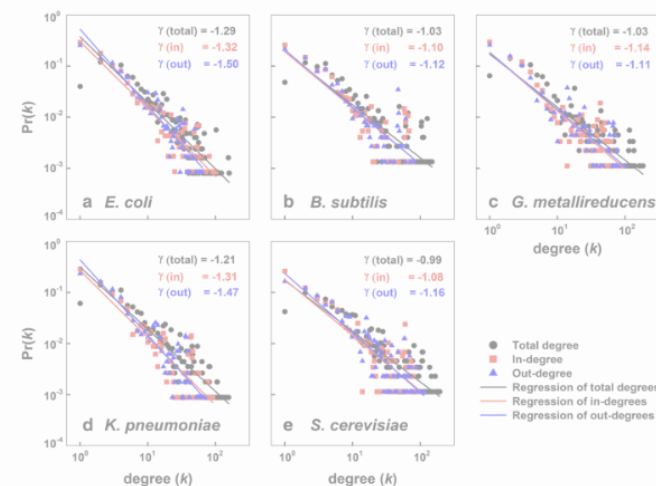 10⁰
10⁻¹
10⁻²
10⁻³
10⁻⁴
Pr(k)
γ (total) = -1.29
γ (in) = -1.32
γ (out) = -1.50
a E. coli
γ (total) = -1.03
γ (in) = -1.10
γ (out) = -1.12
b B. subtilis
10⁰ 10¹ 10²
degree (k)
γ (total) = -1.03
γ (in) = -1.14
γ (out) = -1.11
c G. metallireducens
10⁰ 10¹ 10²
degree (k)
10⁰
10⁻¹
10⁻²
10⁻³
10⁻⁴
Pr(k)
γ (total) = -1.21
γ (in) = -1.31
γ (out) = -1.47
d K. pneumoniae
10⁰ 10¹ 10²
degree (k)
γ (total) = -0.99
γ (in) = -1.08
γ (out) = -1.16
e S. cerevisiae
10⁰ 10¹ 10²
degree (k)
Total degree
In-degree
Out-degree
Regression of total degrees
Regression of in-degrees
Regression of out-degrees